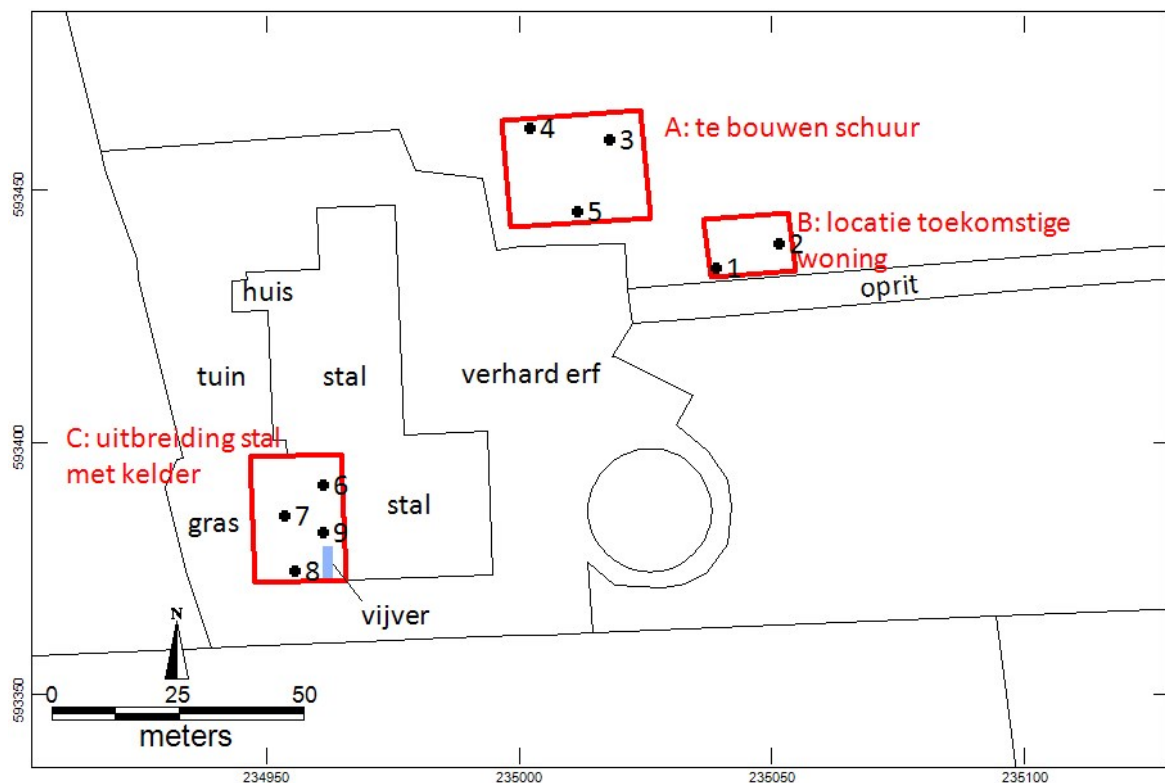 4
3
A: te bouwen schuur
593450
5
B: locatie toekomstige
woning
2
1
oprit
huis
tuin
stal
verhard erf
C: uitbreiding stal
met kelder
593400
6
7
stal
gras
9
8
vijver
N
593350
0 25 50
meters
234950 235000 235050 235100